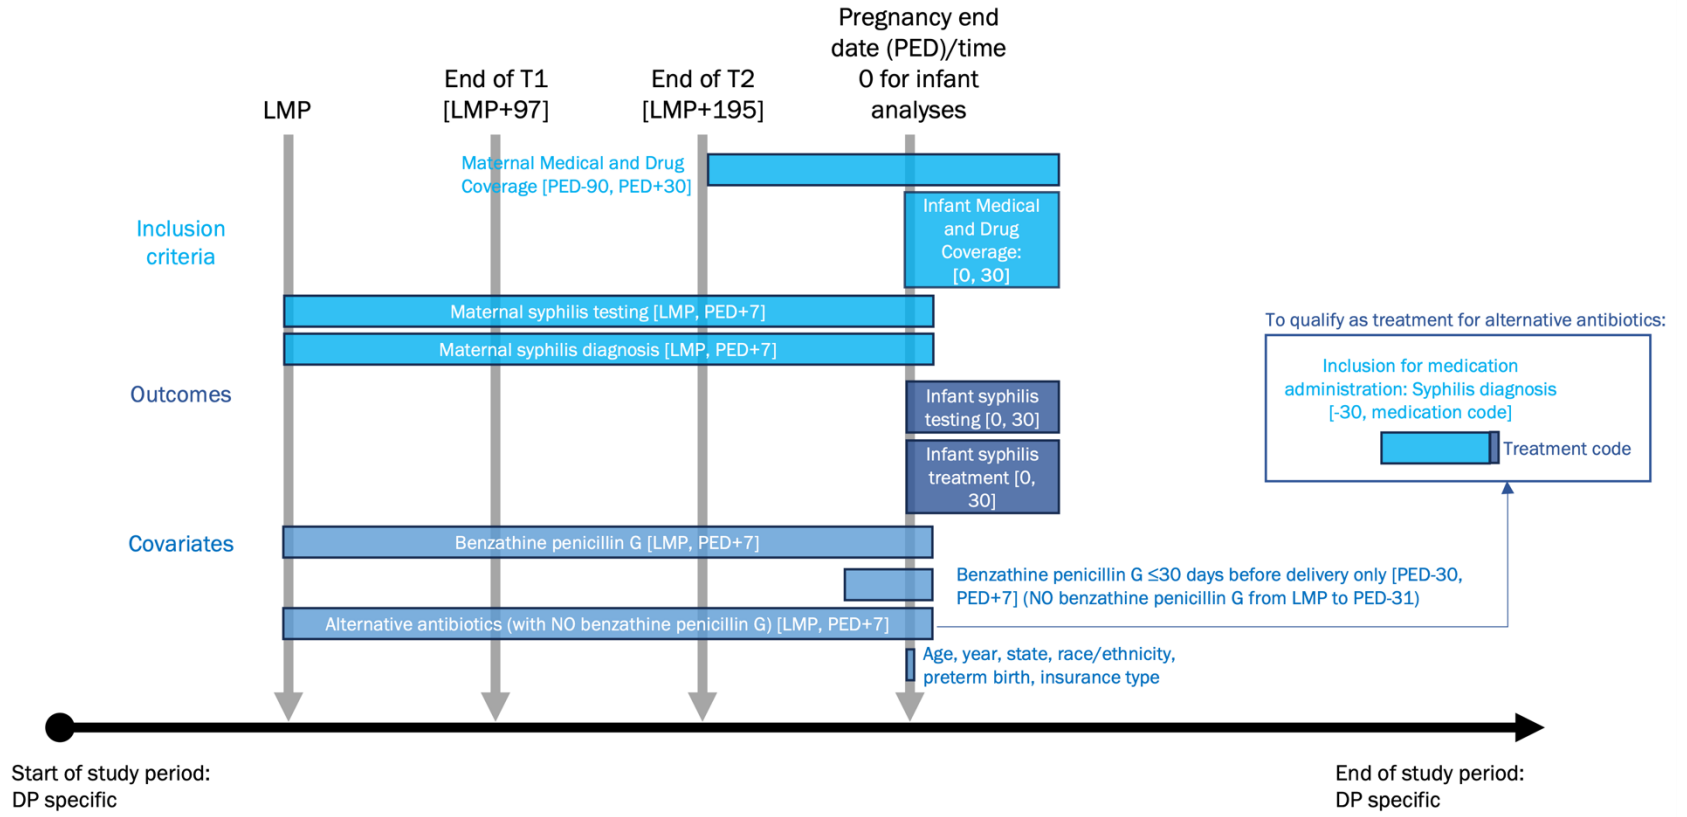 Pregnancy end
date (PED)/time
0 for infant
analyses
End of T1
[LMP+97]
End of T2
[LMP+195]
LMP
Maternal Medical and Drug
Coverage [PED-90, PED+30]
Inclusion
criteria
Infant Medical
and Drug
Coverage:
[0, 30]
Maternal syphilis testing [LMP, PED+7]
Maternal syphilis diagnosis [LMP, PED+7]
Outcomes
Infant syphilis
testing [0, 30]
Infant syphilis
treatment [0,
30]
To qualify as treatment for alternative antibiotics:
Inclusion for medication
administration: Syphilis diagnosis
[-30, medication code]
Treatment code
Covariates
Benzathine penicillin G [LMP, PED+7]
Benzathine penicillin G ≤30 days before delivery only [PED-30,
PED+7] (NO benzathine penicillin G from LMP to PED-31)
Alternative antibiotics (with NO benzathine penicillin G) [LMP, PED+7]
Age, year, state, race/ethnicity,
preterm birth, insurance type
Start of study period:
DP specific
End of study period:
DP specific